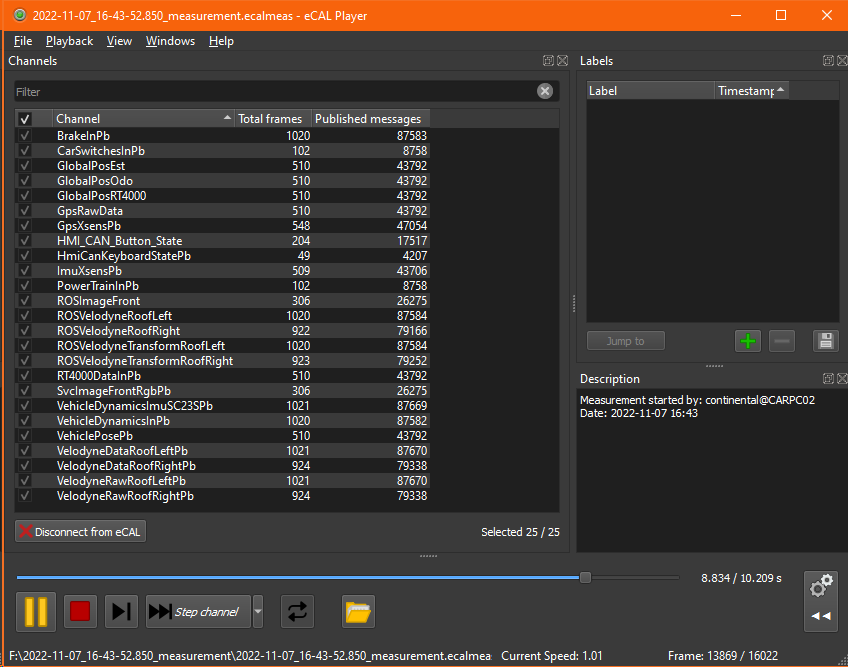 2022-11-07_16-43-52.850_measurement.ecalmeas - eCAL Player
File Playback View Windows Help
Channels
Filter
Channel Total frames Published messages
BrakeInPb 1020 87583
CarSwitchesInPb 102 8758
GlobalPosEst 510 43792
GlobalPosOdo 510 43792
GlobalPosRT4000 510 43792
GpsRawData 510 43792
GpsXsensPb 548 47054
HMI_CAN_Button_State 204 17517
HmiCanKeyboardStatePb 49 4207
ImuXsensPb 509 43706
PowerTrainInPb 102 8758
ROSImageFront 306 26275
ROSVelodyneRoofLeft 1020 87584
ROSVelodyneRoofRight 922 79166
ROSVelodyneTransformRoofLeft 1020 87584
ROSVelodyneTransformRoofRight 923 79252
RT4000DataInPb 510 43792
SvcImageFrontRgbPb 306 26275
VehicleDynamicsImuSC23SPb 1021 87669
VehicleDynamicsInPb 1020 87582
VehiclePosePb 510 43792
VelodyneDataRoofLeftPb 1021 87670
VelodyneDataRoofRightPb 924 79338
VelodyneRawRoofLeftPb 1021 87670
VelodyneRawRoofRightPb 924 79338
Disconnect from eCAL Selected 25 / 25
Labels
Label Timestamp
Jump to
Description
Measurement started by: continental@CARPC02
Date: 2022-11-07 16:43
8.834 / 10.209 s
Step channel
F:\2022-11-07_16-43-52.850_measurement\2022-11-07_16-43-52.850_measurement.ecalmeas Current Speed: 1.01 Frame: 13869 / 16022